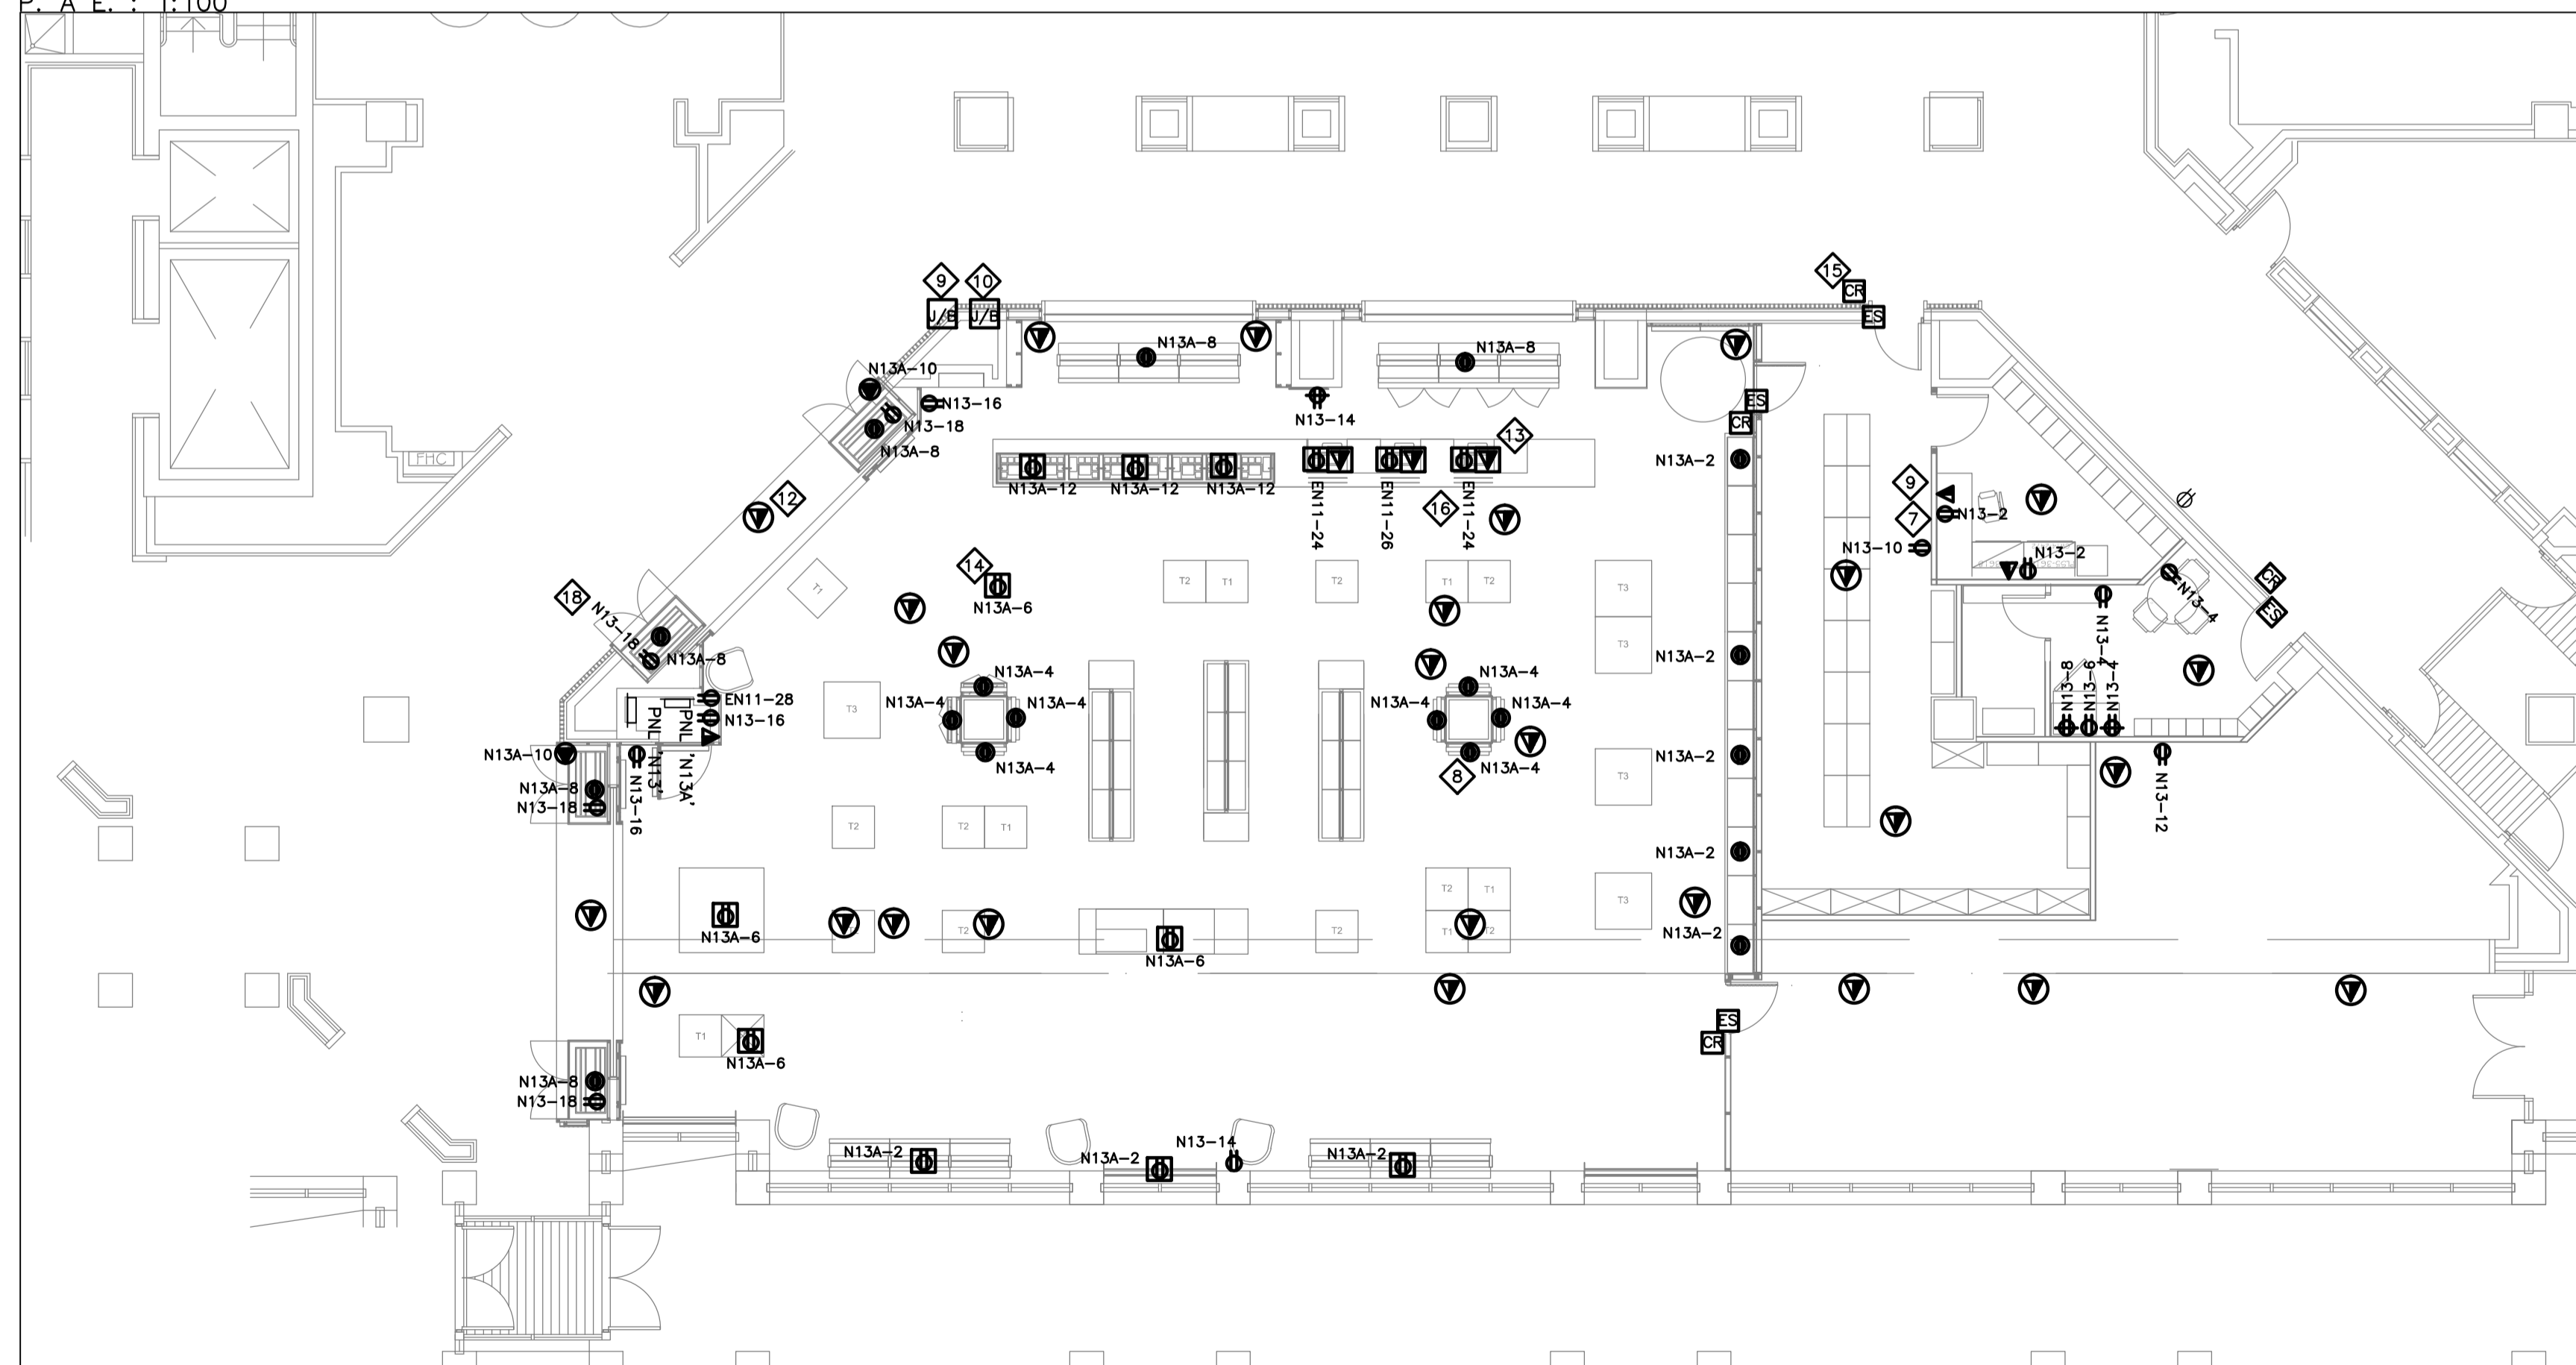 P. A E. : 1:100
9
10
15
J/B
J/B
CR
ES
N13A-8
N13A-8
N13A-10
N13-16
N13-18
N13A-8
N13-14
ES
CR
13
FHC
N13A-2
N13A-12
N13A-12
N13A-12
EN11-24
EN11-26
EN11-24
12
16
9
7
N13-2
N13-10
N13-2
14
N13A-6
T1
T2
T1
T2
T1
T2
T3
18
N13-18
N13A-8
CR
ES
N13-4
N13-4
T3
N13A-2
N13A-4
N13A-4
N13A-4
N13A-4
N13A-4
N13A-4
N13A-4
N13A-4
8
T3
EN11-28
N13-16
PNL 'N13'
PNL 'N13A'
N13-8
N13-6
N13-4
N13A-10
N13A-8
N13-18
N13-16
T3
N13A-2
N13-12
T2
T2
T1
T2
N13A-2
T2
T1
T3
N13A-6
T2
N13A-6
T2
T1
T2
N13A-2
T1
N13A-6
ES
CR
N13A-8
N13-18
N13A-2
N13A-2
N13-14
N13A-2